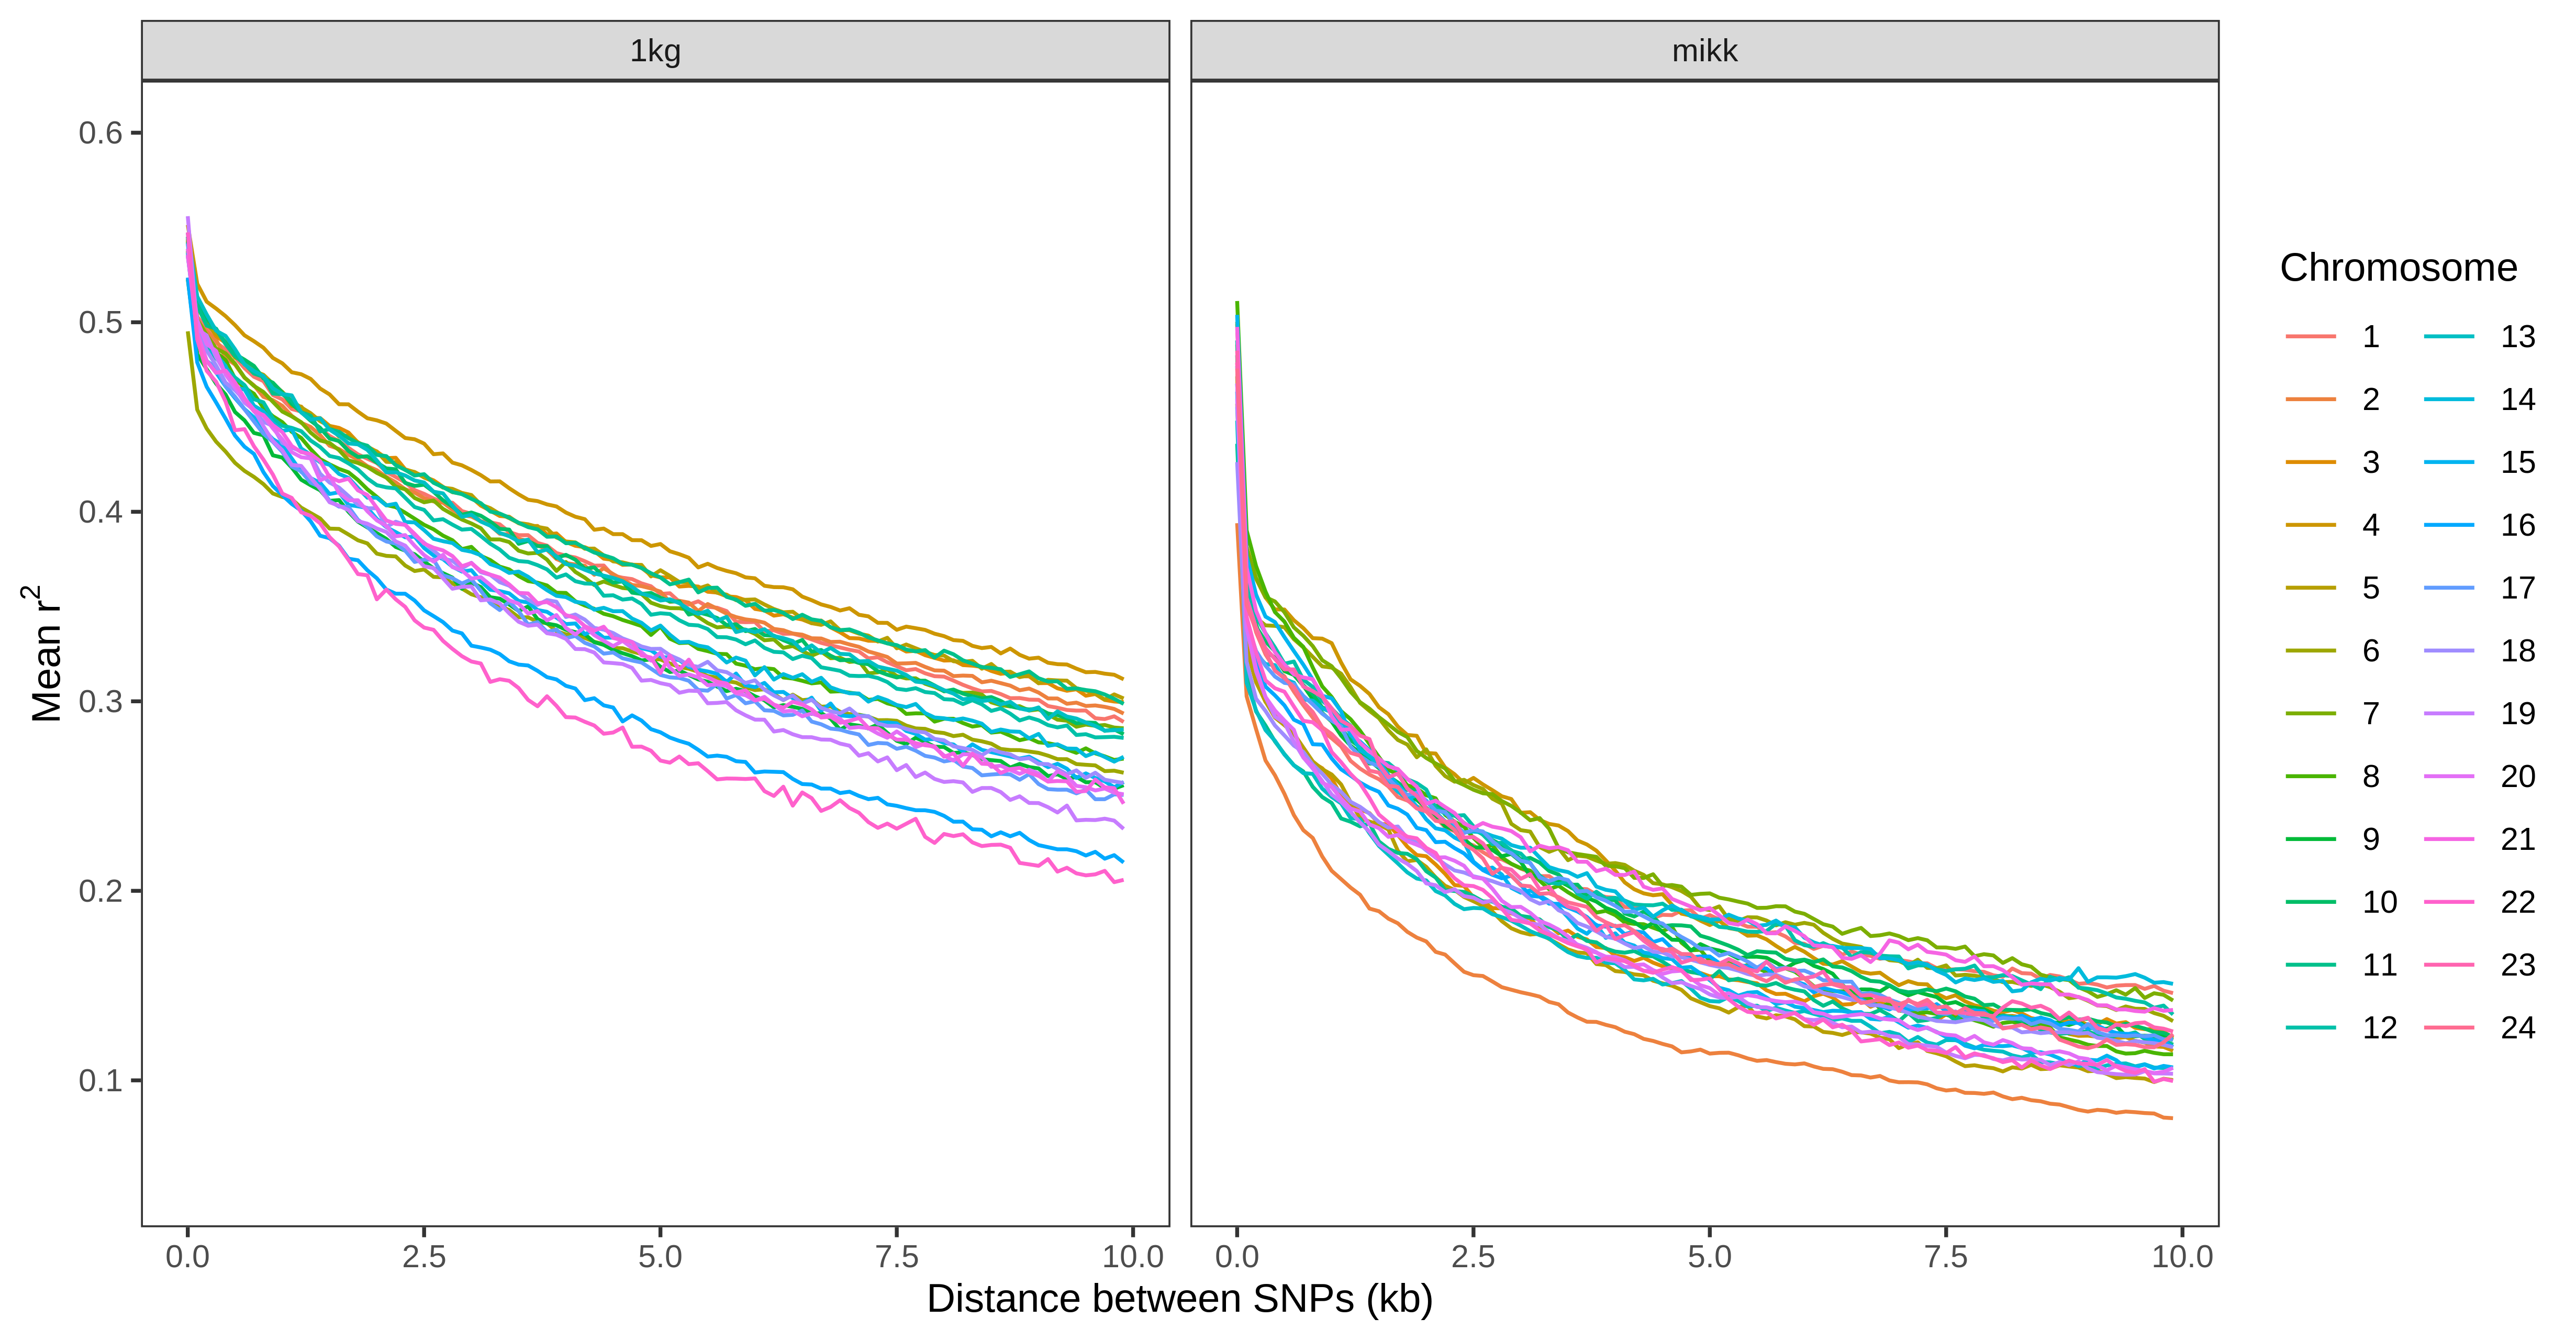 1kg
mikk
Mean r²
0.6
0.5
0.4
0.3
0.2
0.1
0.0 2.5 5.0 7.5 10.0
0.0 2.5 5.0 7.5 10.0
Distance between SNPs (kb)
Chromosome
1 13
2 14
3 15
4 16
5 17
6 18
7 19
8 20
9 21
10 22
11 23
12 24